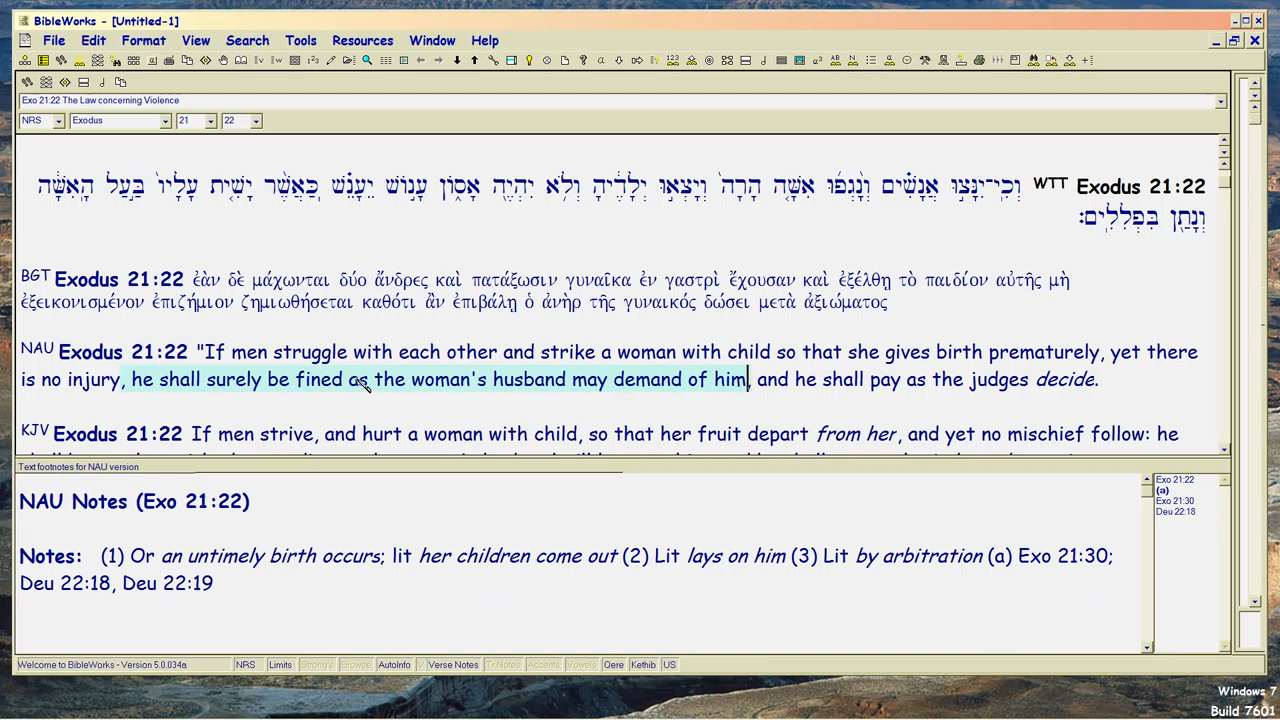 BibleWorks - [Untitled-1]
File Edit Format View Search Tools Resources Window Help
Exo 21:22 The Law concerning Violence
NRS Exodus 21 22
WTT Exodus 21:22 וְכִֽי־יִנָּצ֣וּ אֲנָשִׁ֗ים וְנָ֨גְפ֜וּ אִשָּׁ֤ה הָרָה֙ וְיָצְא֣וּ יְלָדֶ֔יהָ וְלֹ֥א יִהְיֶ֖ה אָס֑וֹן עָנ֣וֹשׁ יֵעָנֵ֗שׁ כַּֽאֲשֶׁ֨ר יָשִׁ֤ית עָלָיו֙ בַּ֣עַל הָֽאִשָּׁ֔ה
וְנָתַ֖ן בִּפְלִלִֽים׃
BGT Exodus 21:22 ἐὰν δὲ μάχωνται δύο ἄνδρες καὶ πατάξωσιν γυναῖκα ἐν γαστρὶ ἔχουσαν καὶ ἐξέλθῃ τὸ παιδίον αὐτῆς μὴ
ἐξεικονισμένον ἐπιζήμιον ζημιωθήσεται καθότι ἂν ἐπιβάλῃ ὁ ἀνὴρ τῆς γυναικός δώσει μετὰ ἀξιώματος
NAU Exodus 21:22 "If men struggle with each other and strike a woman with child so that she gives birth prematurely, yet there
is no injury, he shall surely be fined as the woman's husband may demand of him, and he shall pay as the judges decide.
KJV Exodus 21:22 If men strive, and hurt a woman with child, so that her fruit depart from her, and yet no mischief follow: he
Text footnotes for NAU version
NAU Notes (Exo 21:22)
Notes: (1) Or an untimely birth occurs; lit her children come out (2) Lit lays on him (3) Lit by arbitration (a) Exo 21:30;
Deu 22:18, Deu 22:19
Exo 21:22
(a)
Exo 21:30
Deu 22:18
Welcome to BibleWorks - Version 5.0.034a NRS Limits Strong's Browse AutoInfo V Verse Notes Tr.Notes Accents Vowels Qere Kethib US
Windows 7
Build 7601